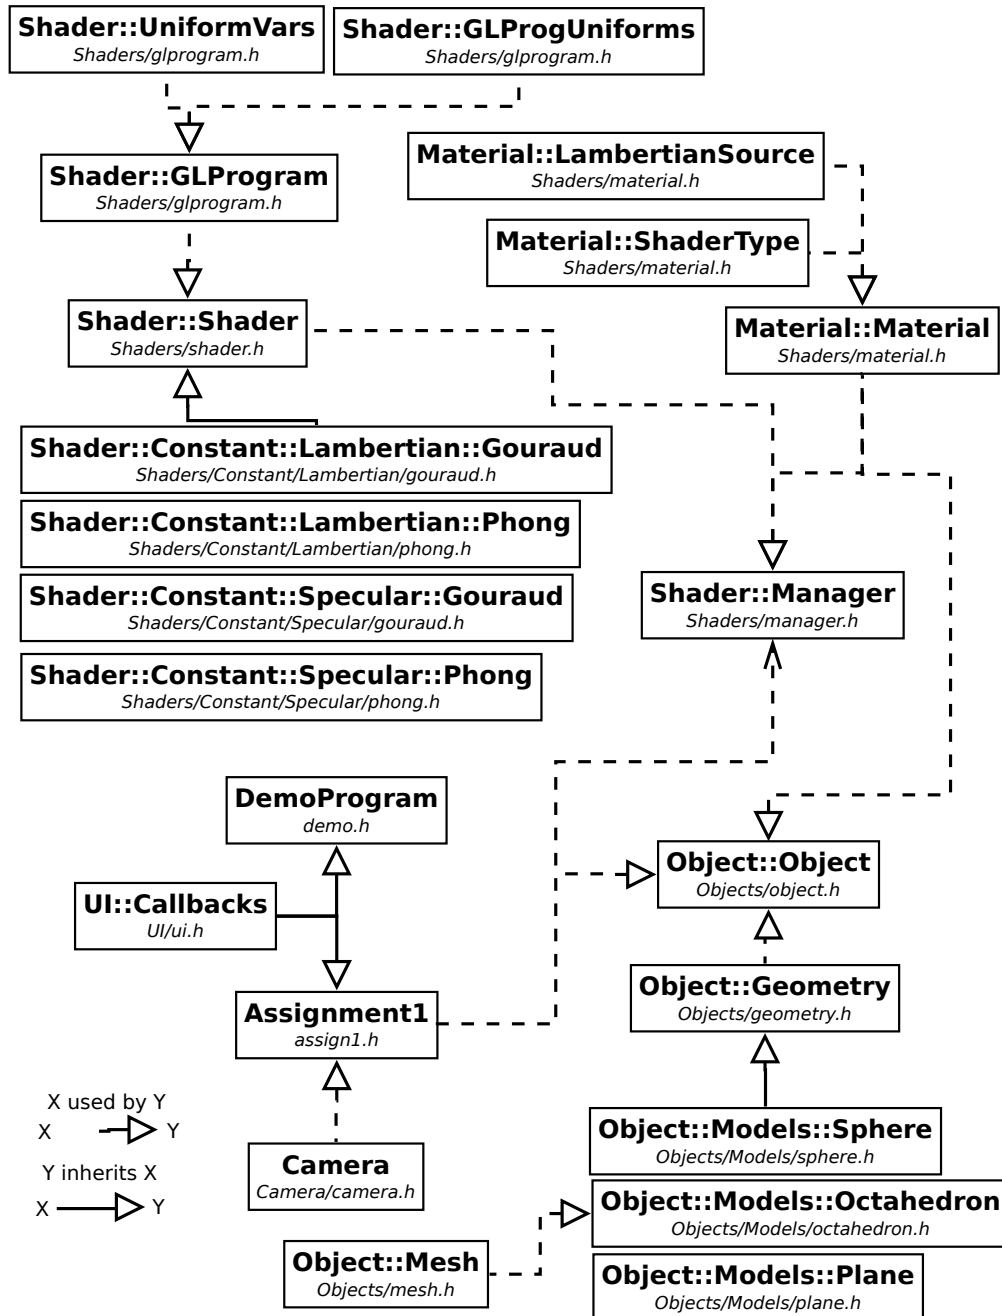 Shader::UniformVars
Shaders/glprogram.h
Shader::GLProgUniforms
Shaders/glprogram.h
Shader::GLProgram
Shaders/glprogram.h
Material::LambertianSource
Shaders/material.h
Material::ShaderType
Shaders/material.h
Shader::Shader
Shaders/shader.h
Material::Material
Shaders/material.h
Shader::Constant::Lambertian::Gouraud
Shaders/Constant/Lambertian/gouraud.h
Shader::Constant::Lambertian::Phong
Shaders/Constant/Lambertian/phong.h
Shader::Constant::Specular::Gouraud
Shaders/Constant/Specular/gouraud.h
Shader::Constant::Specular::Phong
Shaders/Constant/Specular/phong.h
Shader::Manager
Shaders/manager.h
DemoProgram
demo.h
UI::Callbacks
UI/ui.h
Object::Object
Objects/object.h
Assignment1
assign1.h
Object::Geometry
Objects/geometry.h
X used by Y
X Y
Y inherits X
X Y
Camera
Camera/camera.h
Object::Models::Sphere
Objects/Models/sphere.h
Object::Models::Octahedron
Objects/Models/octahedron.h
Object::Mesh
Objects/mesh.h
Object::Models::Plane
Objects/Models/plane.h